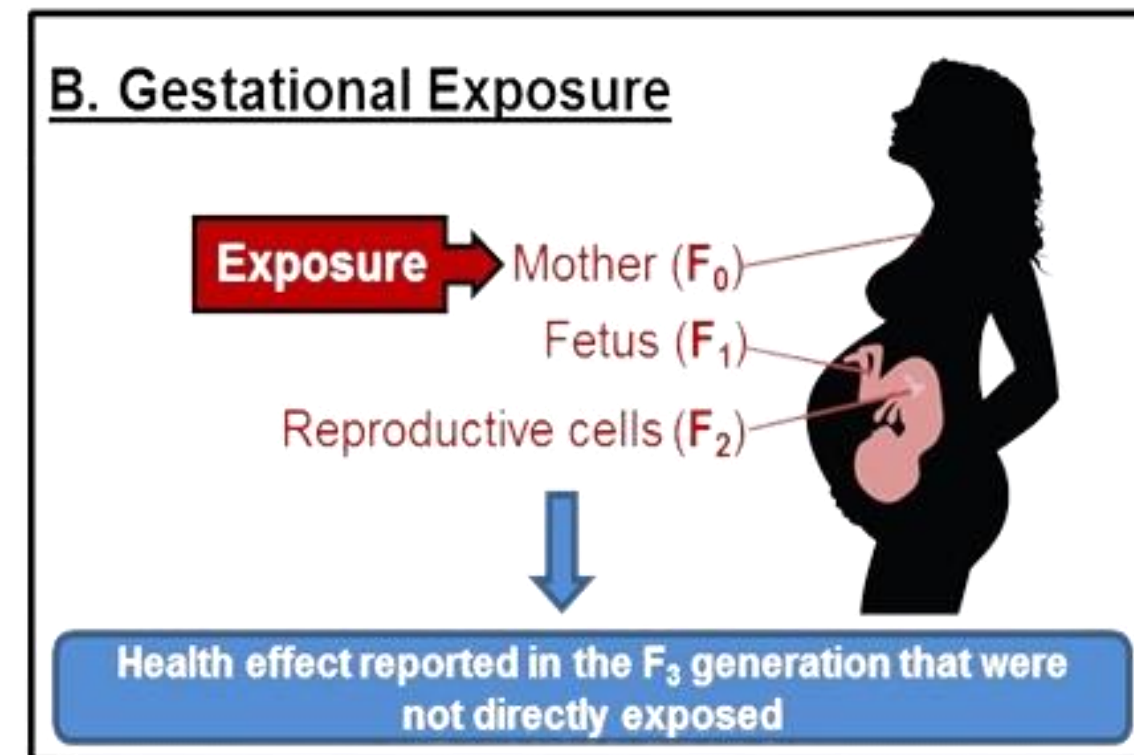 B. Gestational Exposure
Exposure
Mother (F₀)
Fetus (F₁)
Reproductive cells (F₂)
Health effect reported in the F₃ generation that were
not directly exposed